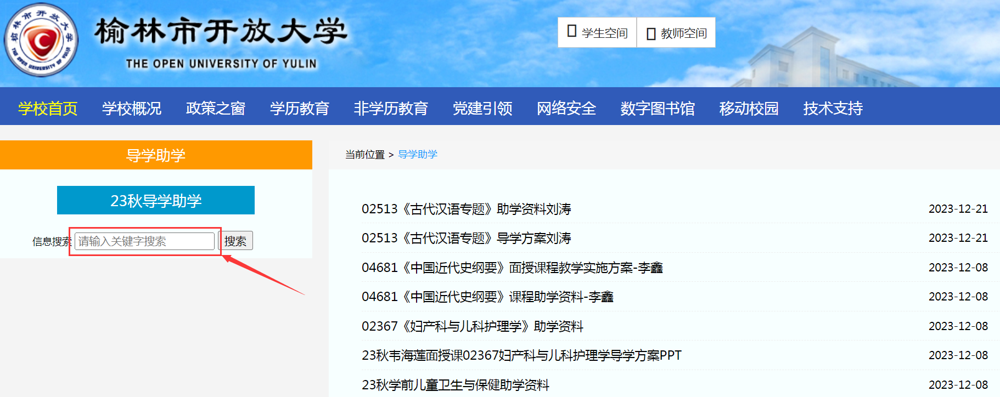 榆林市开放大学
THE OPEN UNIVERSITY OF YULIN
榆林市开放大学
THE OPEN UNIVERSITY OF YULIN
学生空间
教师空间
学校首页 学校概况 政策之窗 学历教育 非学历教育 党建引领 网络安全 数字图书馆 移动校园 技术支持
导学助学
23秋导学助学
信息搜索 请输入关键字搜索 搜索
当前位置 > 导学助学
02513《古代汉语专题》助学资料刘涛 2023-12-21
02513《古代汉语专题》导学方案刘涛 2023-12-21
04681《中国近代史纲要》面授课程教学实施方案-李鑫 2023-12-08
04681《中国近代史纲要》课程助学资料-李鑫 2023-12-08
02367《妇产科与儿科护理学》助学资料 2023-12-08
23秋韦海莲面授课02367妇产科与儿科护理学导学方案PPT 2023-12-08
23秋学前儿童卫生与保健助学资料 2023-12-08